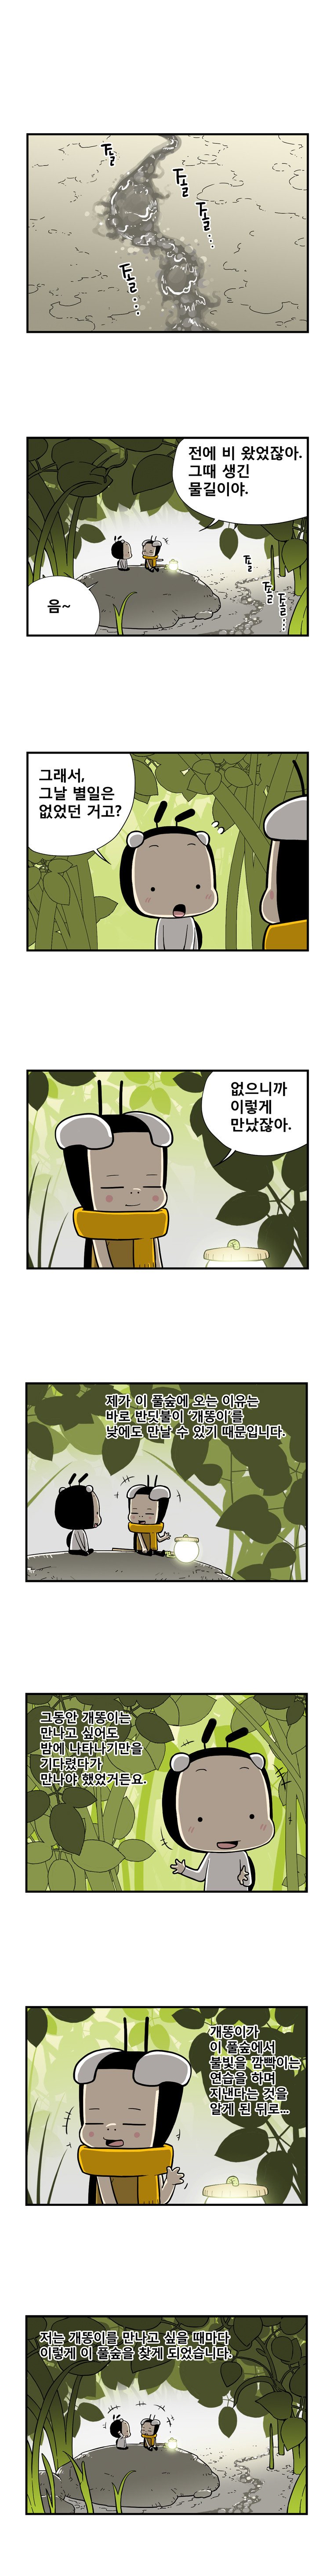 졸
졸
졸...
졸...
전에 비 왔었잖아.
그때 생긴
물길이야.
음~
졸
졸
졸...
그래서,
그날 별일은
없었던 거고?
없으니까
이렇게
만났잖아.
제가 이 풀숲에 오는 이유는
바로 반딧불이 '개똥이'를
낮에도 만날 수 있기 때문입니다.
그동안 개똥이는
만나고 싶어도
밤에 나타나기만을
기다렸다가
만나야 했었거든요.
개똥이가
이 풀숲에서
불빛을 깜빡이는
연습을 하며
지낸다는 것을
알게 된 뒤로...
저는 개똥이를 만나고 싶을 때마다
이렇게 이 풀숲을 찾게 되었습니다.